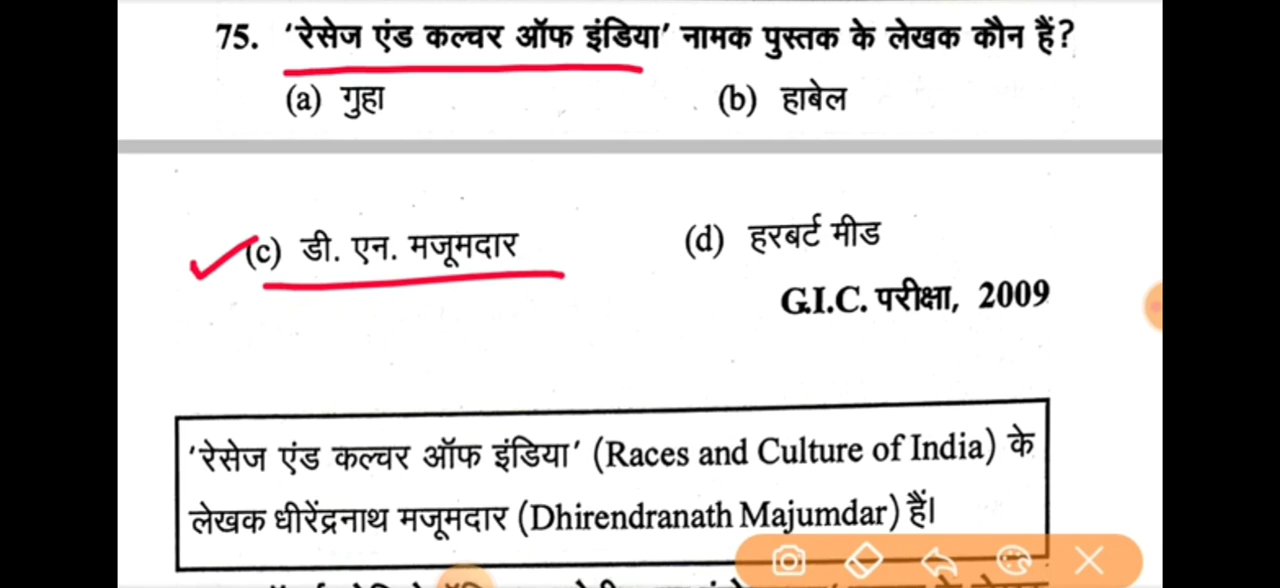 75. ‘रेसेज एंड कल्चर ऑफ इंडिया’ नामक पुस्तक के लेखक कौन हैं?
(a) गुहा (b) हाबेल
(c) डी. एन. मजूमदार (d) हरबर्ट मीड
G.I.C. परीक्षा, 2009
‘रेसेज एंड कल्चर ऑफ इंडिया’ (Races and Culture of India) के
लेखक धीरेंद्रनाथ मजूमदार (Dhirendranath Majumdar) हैं।